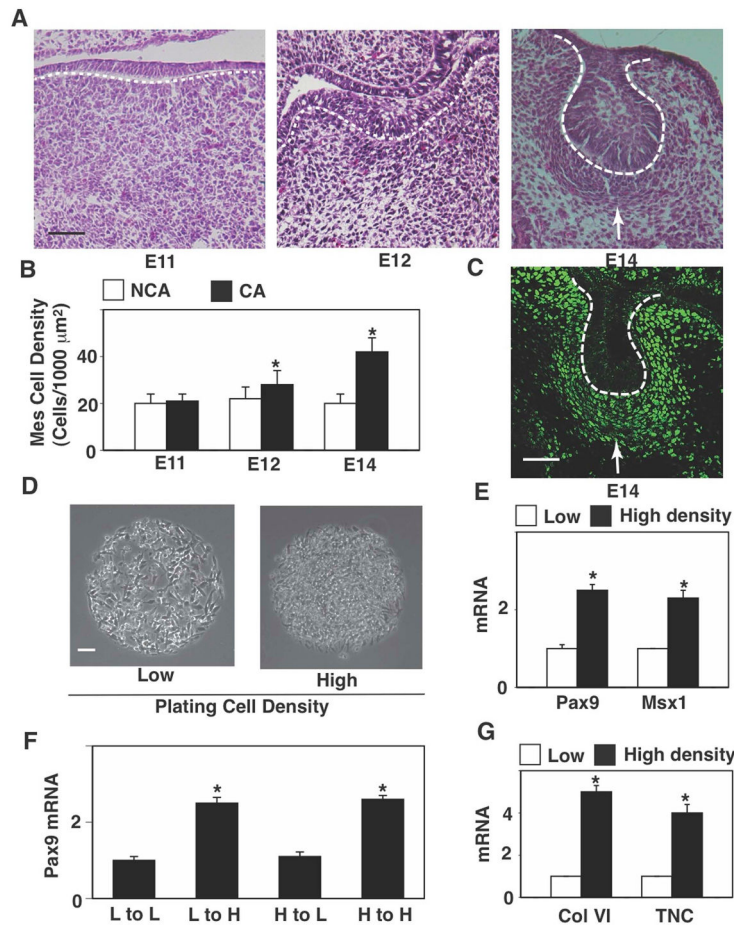 A
E11
E12
E14
B
NCA
CA
Mes Cell Density
(Cells/1000 µm²)
40
20
0
*
*
E11
E12
E14
C
E14
D
Low
High
Plating Cell Density
E
Low
High density
mRNA
2
0
*
*
Pax9
Msx1
F
Pax9 mRNA
2
0
*
*
L to L
L to H
H to L
H to H
G
Low
High density
mRNA
4
2
0
*
*
Col VI
TNC